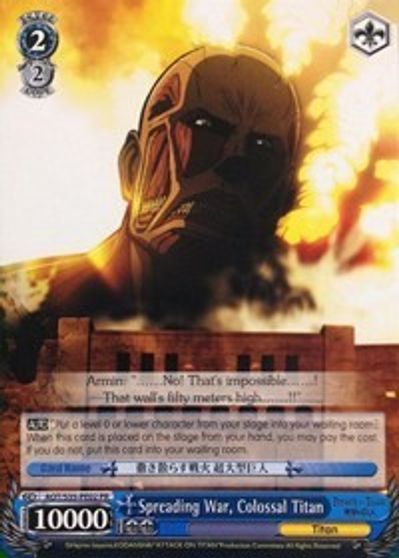 2
2
Armin: "......No! That's impossible......!
That wall's fifty meters high.......!!"
[A/C] [Put a level 0 or lower character from your stage into your waiting room]
When this card is placed on the stage from your hand, you may pay the cost.
If you do not, put this card into your waiting room.
Card Name 撒き散らす戦火 超大型巨人
10000
Spreading War, Colossal Titan
Attack on Titan
Titan